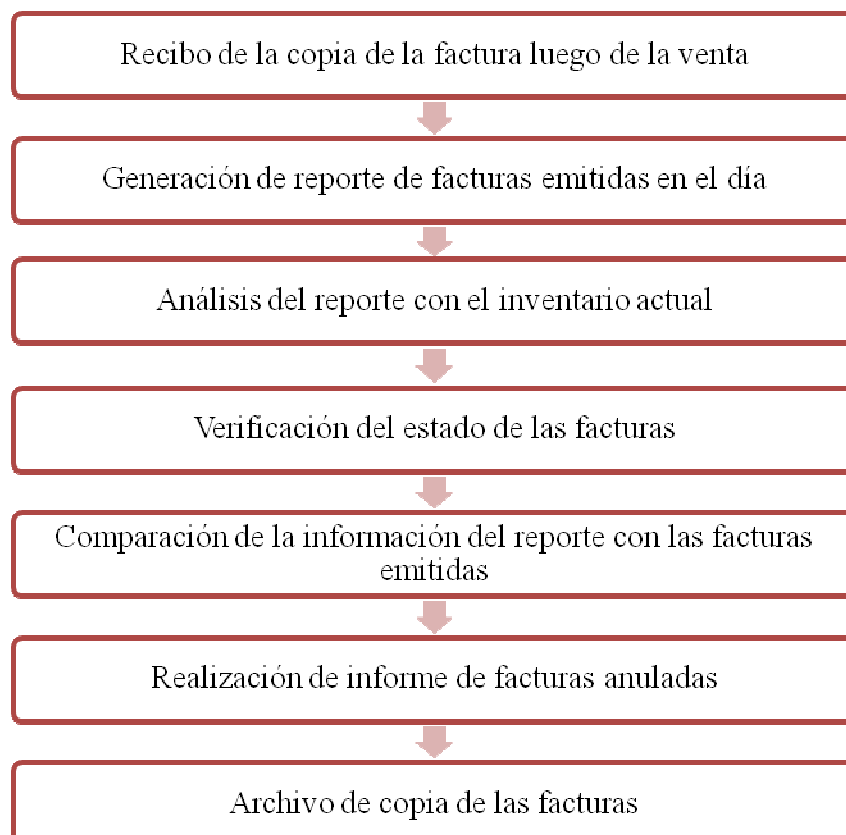 Recibo de la copia de la factura luego de la venta
Generación de reporte de facturas emitidas en el día
Análisis del reporte con el inventario actual
Verificación del estado de las facturas
Comparación de la información del reporte con las facturas
emitidas
Realización de informe de facturas anuladas
Archivo de copia de las facturas